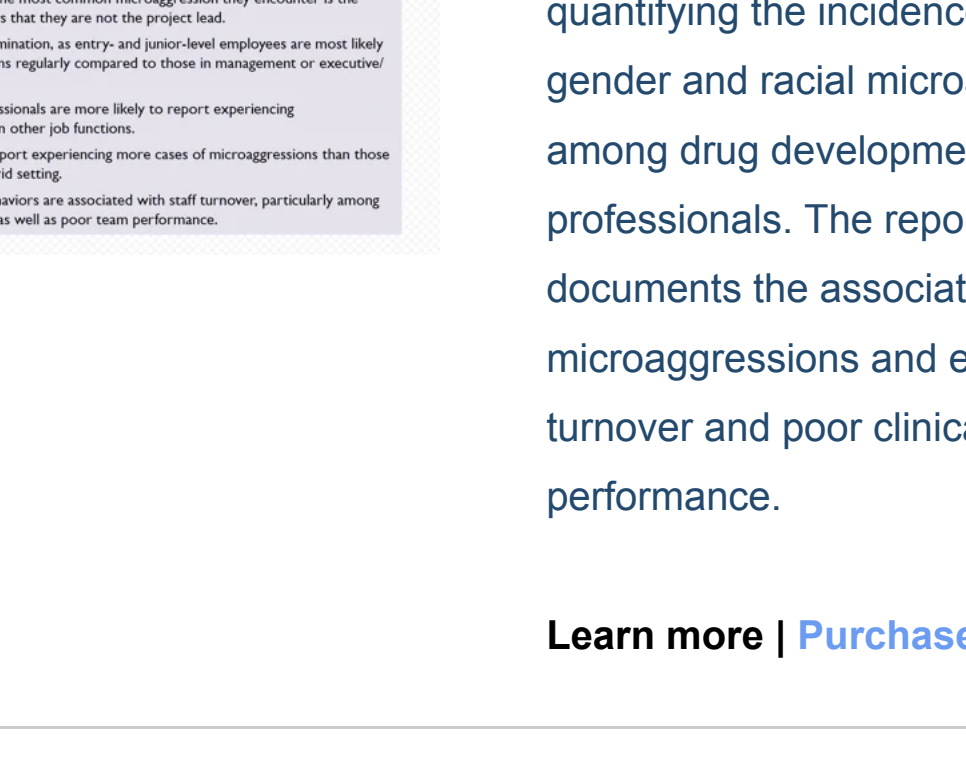 s that they are not the project lead.
mination, as entry- and junior-level employees are most likely
ns regularly compared to those in management or executive/
ssionals are more likely to report experiencing
n other job functions.
port experiencing more cases of microaggressions than those
id setting.
aviors are associated with staff turnover, particularly among
as well as poor team performance.
quantifying the incidenc
gender and racial micro
among drug developme
professionals. The repo
documents the associat
microaggressions and e
turnover and poor clinica
performance.
Learn more | Purchase